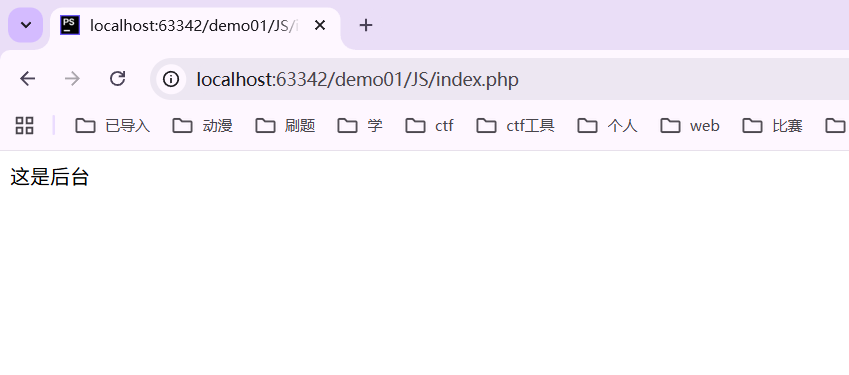 PS
localhost:63342/demo01/JS/i
localhost:63342/demo01/JS/index.php
已导入 动漫 刷题 学 ctf ctf工具 个人 web 比赛
这是后台